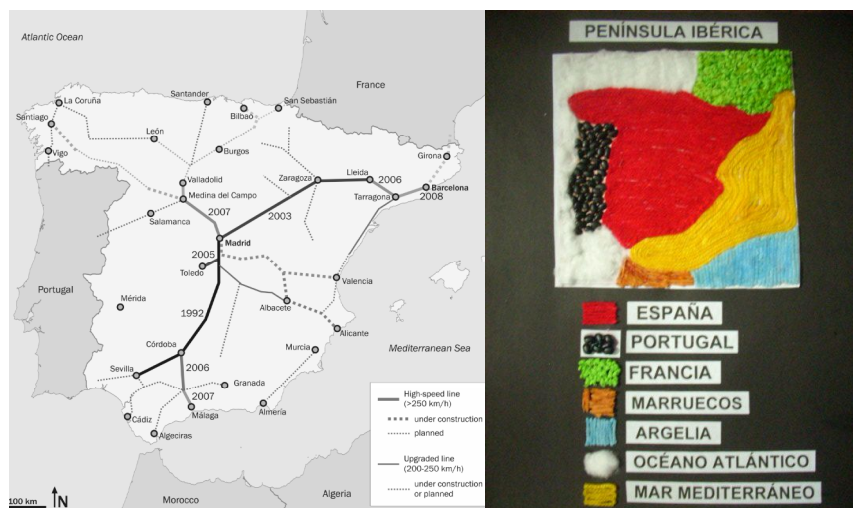 Atlantic Ocean
France
Santander
San Sebastián
La Coruña
Bilbao
Santiago
León
Burgos
Vigo
Girona
Valladolid
Zaragoza
Lleida
2006
Barcelona
Medina del Campo
Tarragona
2008
2007
2003
Salamanca
Madrid
2005
Toledo
Valencia
Portugal
Mérida
1992
Albacete
Alicante
Córdoba
Murcia
Mediterranean Sea
2006
Sevilla
Granada
2007
Almería
Cádiz
Málaga
Algeciras
High-speed line
(>250 km/h)
under construction
planned
Upgraded line
(200-250 km/h)
under construction
or planned
100 km
N
Morocco
Algeria
PENÍNSULA IBÉRICA
ESPAÑA
PORTUGAL
FRANCIA
MARRUECOS
ARGELIA
OCÉANO ATLÁNTICO
MAR MEDITERRÁNEO